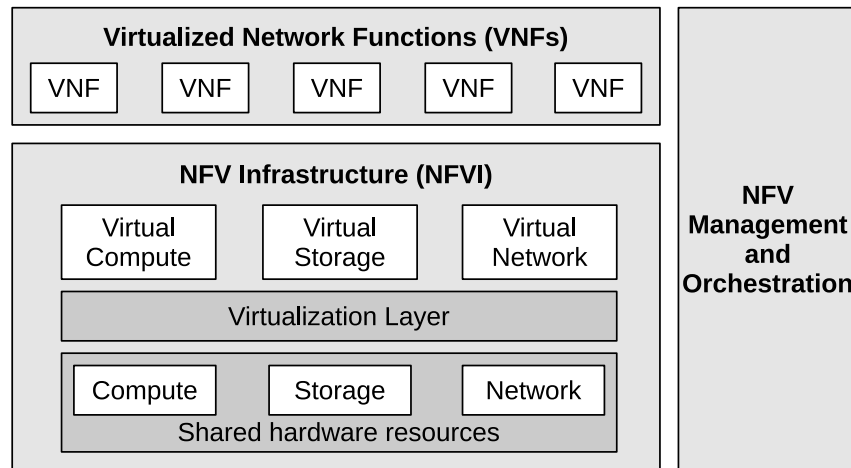 Virtualized Network Functions (VNFs)
VNF VNF VNF VNF VNF
NFV Infrastructure (NFVI)
Virtual
Compute
Virtual
Storage
Virtual
Network
Virtualization Layer
Compute Storage Network
Shared hardware resources
NFV
Management
and
Orchestration